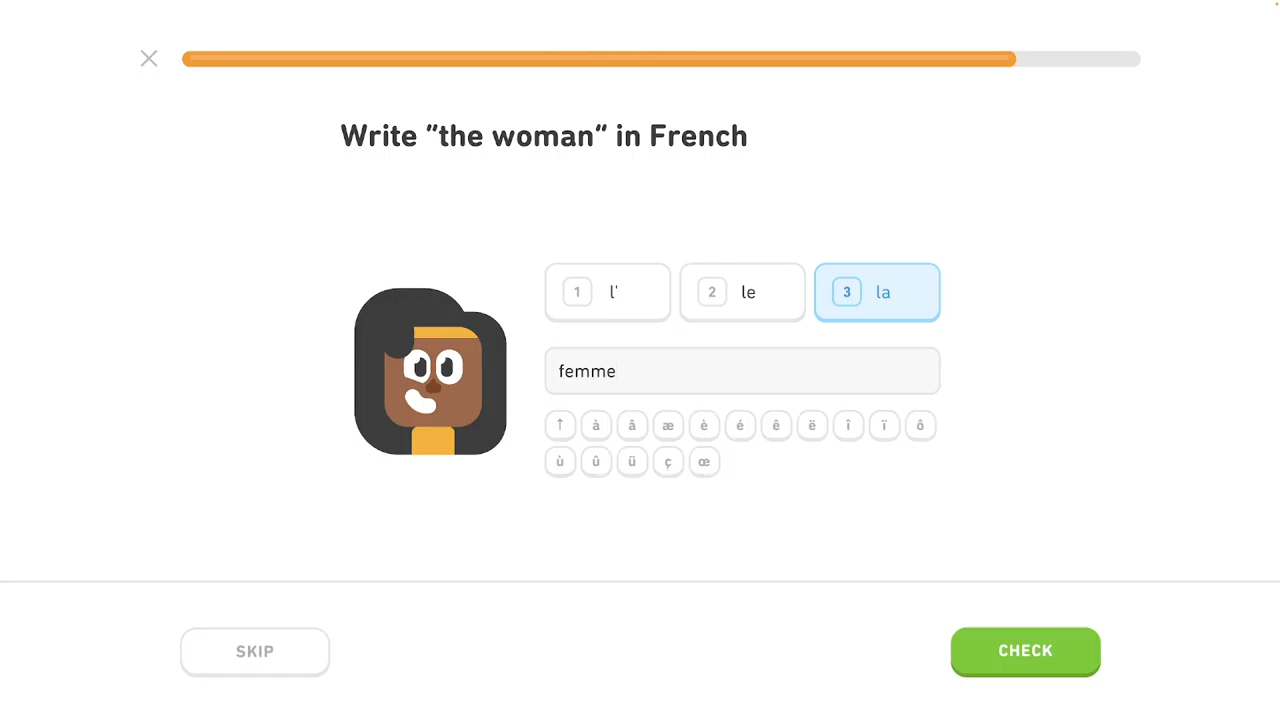 Write "the woman" in French
1 l' 2 le 3 la
femme
↑ à â æ è é ê ë î ï ô
ù û ü ç œ
SKIP CHECK